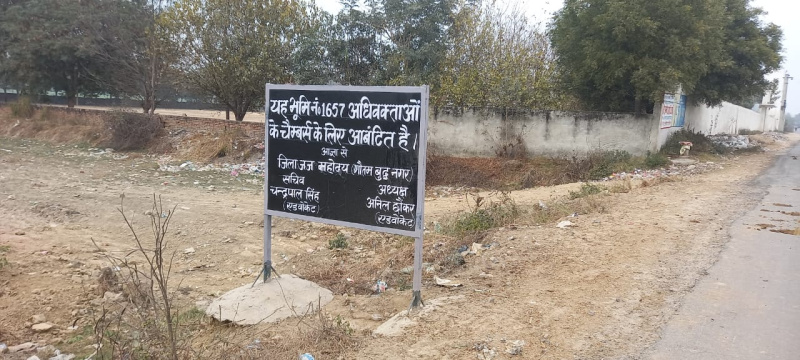 यह भूमि नं.1657 अधिवक्ताओं
के चैम्बर्स के लिए आबंटित है।
आज्ञा से
जिला जज महोदय (गौतम बुद्ध नगर)
सचिव अध्यक्ष
चन्द्रपाल सिंह अनिल ठाकुर
(एडवोकेट) (एडवोकेट)